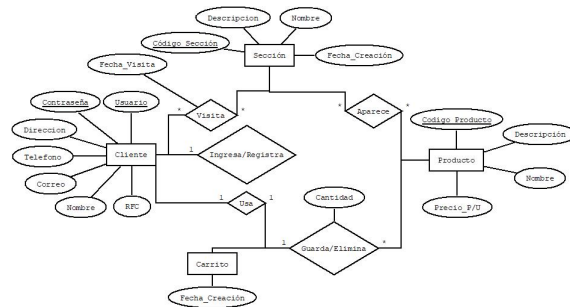 Descripcion
Nombre
Código Sección
Sección
Fecha_Creación
Fecha_Visita
* Visita *
* Aparece *
Contraseña
Usuario
Codigo Producto
Direccion
Descripción
Telefono
Cliente
1 Ingresa/Registra
Producto
Correo
Nombre
Nombre
RFC
1 Usa 1
Cantidad
Precio_P/U
1 Guarda/Elimina *
Carrito
Fecha_Creación